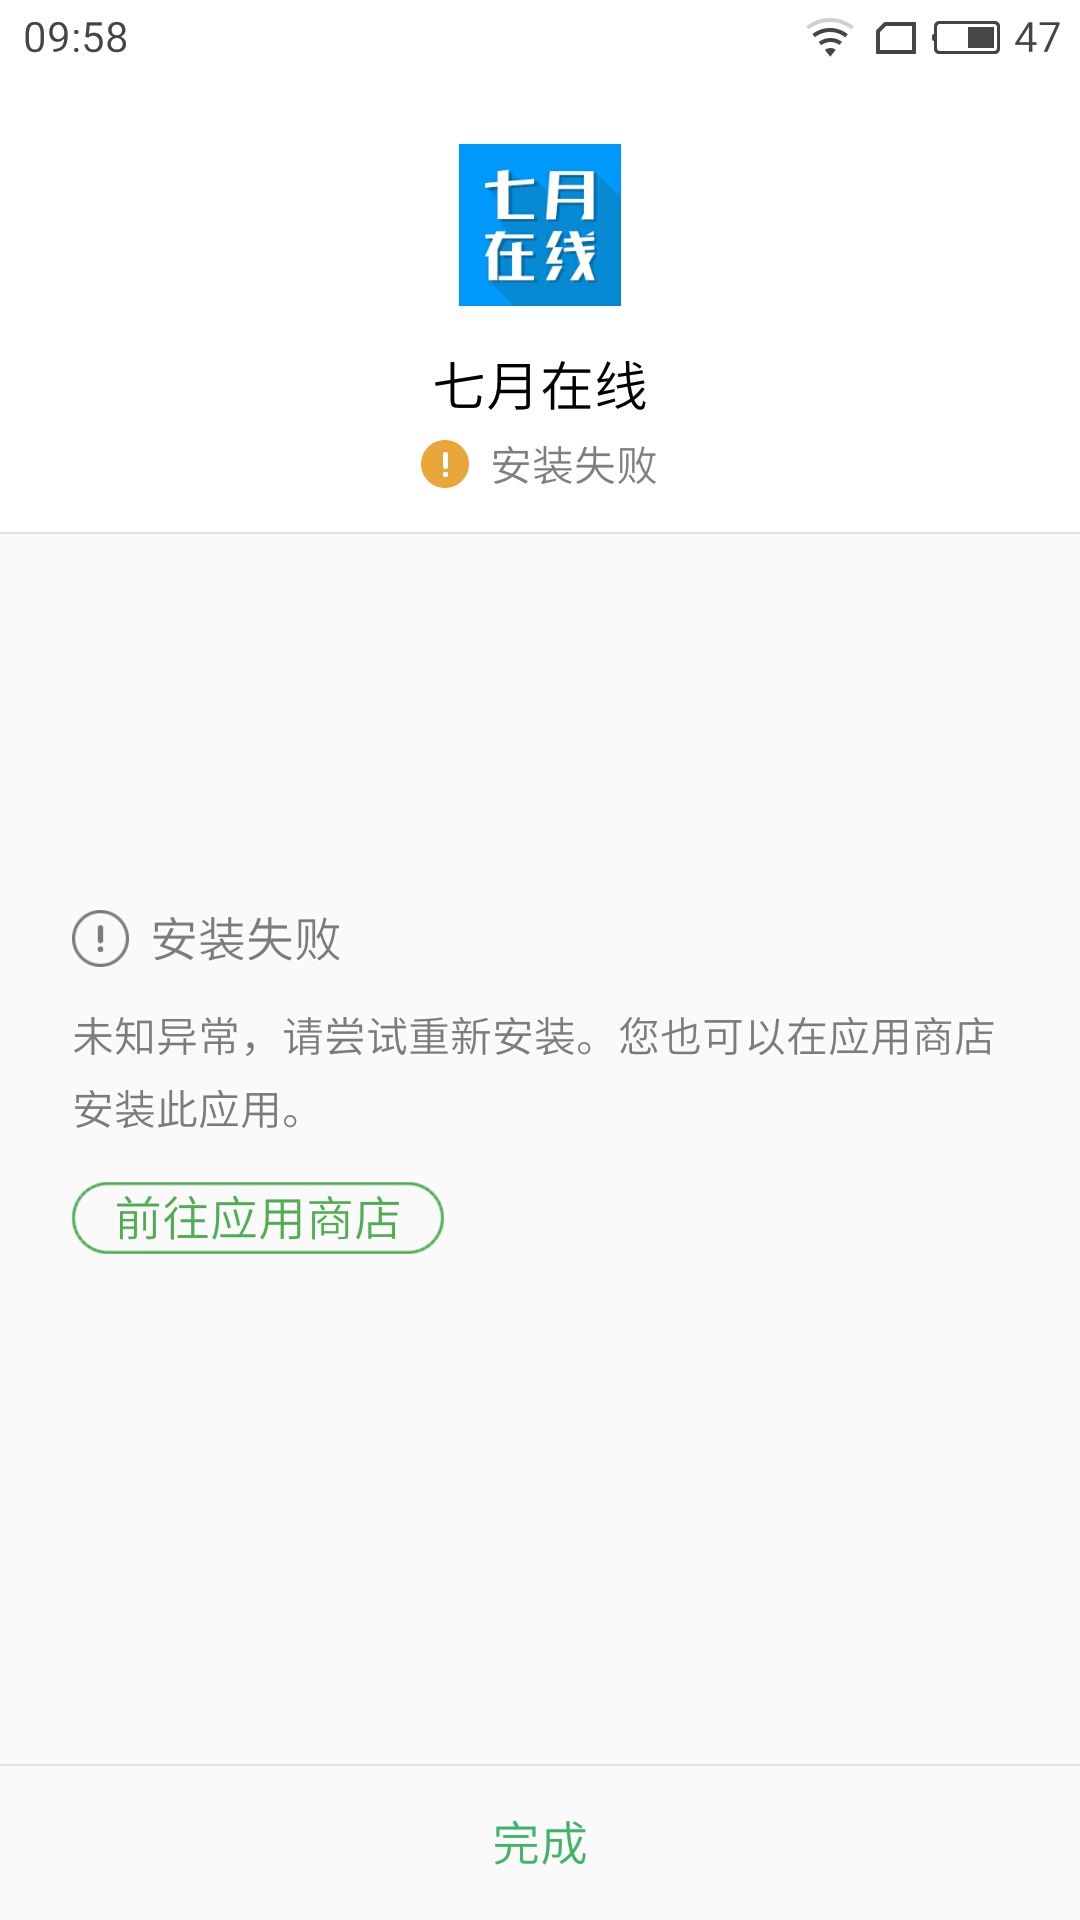 09:58
47
七月
在线
七月在线
安装失败
安装失败
未知异常，请尝试重新安装。您也可以在应用商店
安装此应用。
前往应用商店
完成